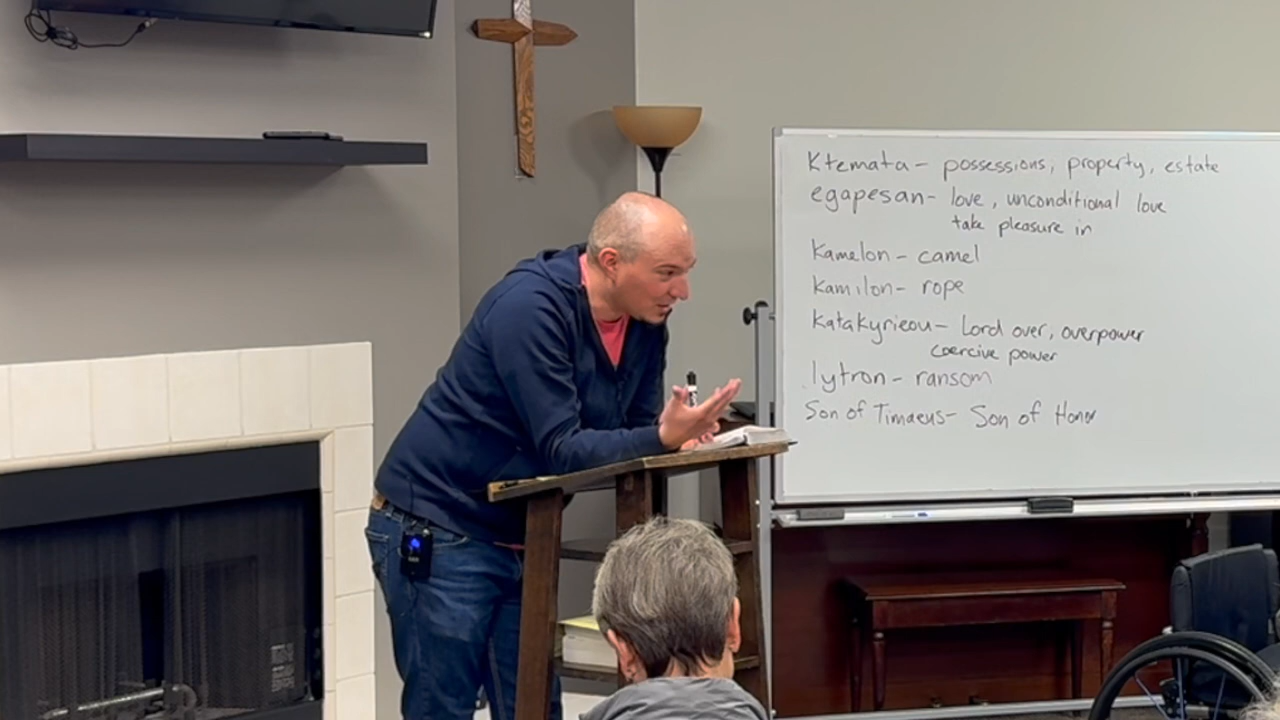 Ktemata - possessions, property, estate
egapesan - love, unconditional love
take pleasure in
Kamelon - camel
Kamilon - rope
Katakyrieou - Lord over, overpower
coercive power
lytron - ransom
Son of Timaeus - Son of Honor